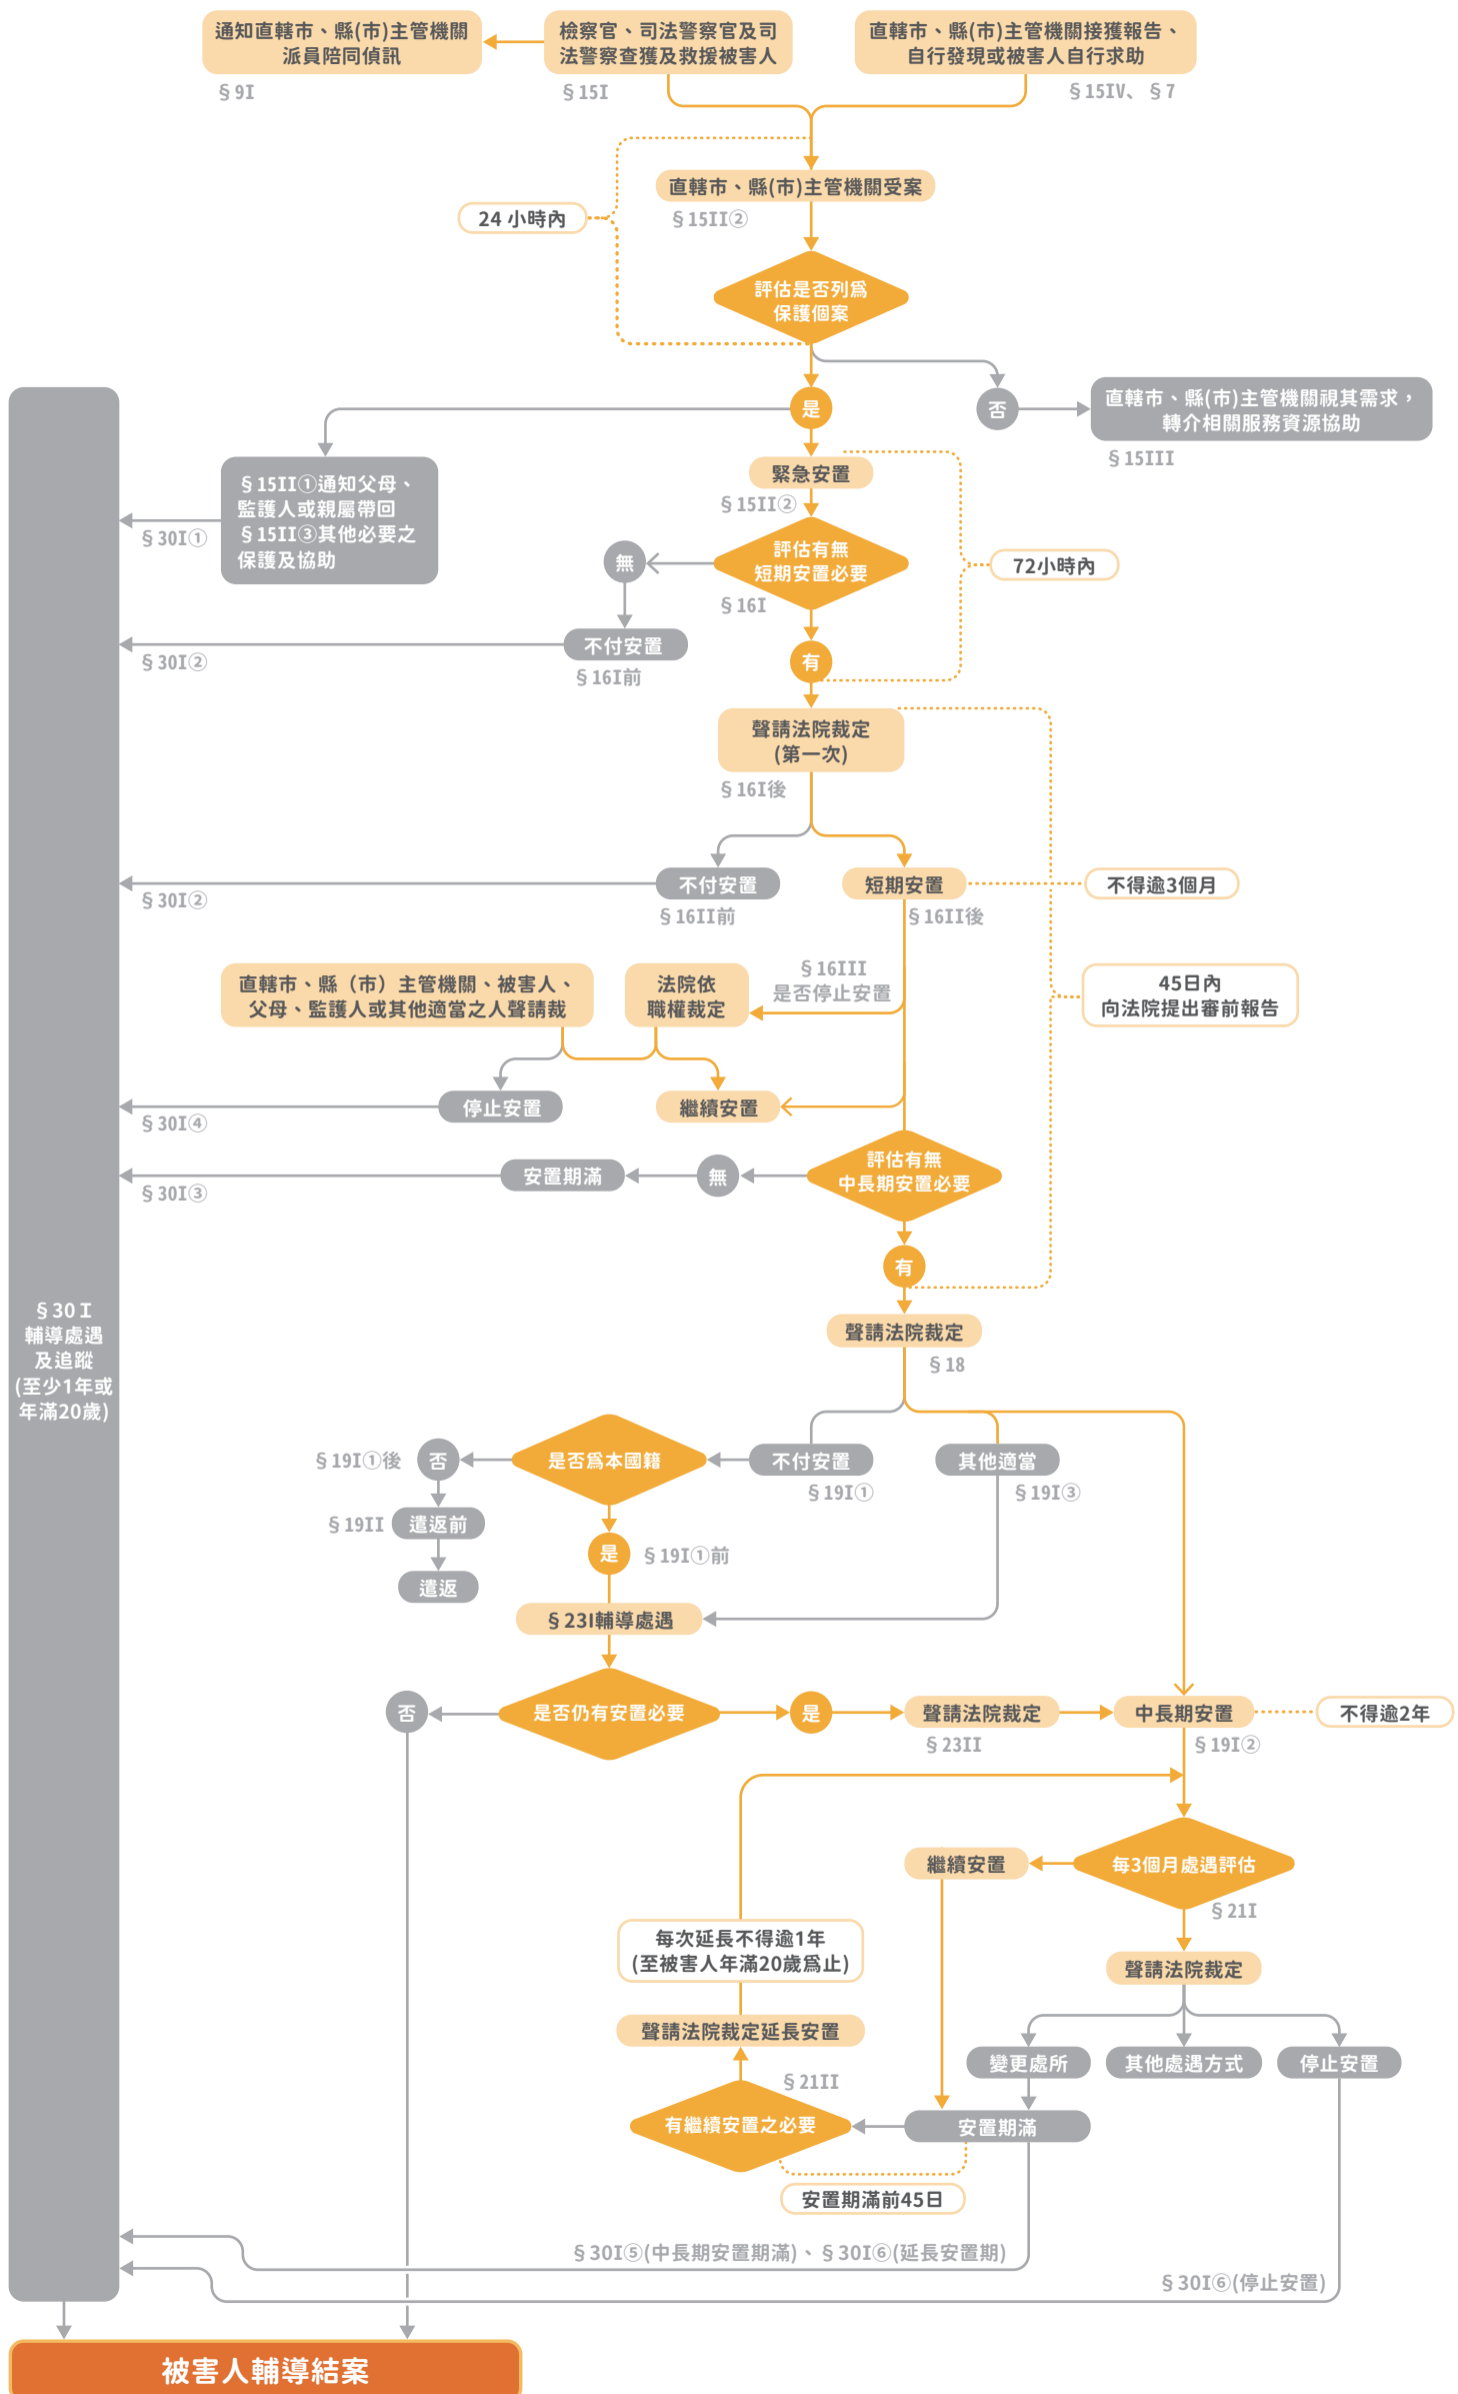 通知直轄市、縣(市)主管機關
派員陪同偵訊
§9I
檢察官、司法警察官及司
法警察查獲及救援被害人
§15I
直轄市、縣(市)主管機關接獲報告、
自行發現或被害人自行求助
§15IV、 §7
直轄市、縣(市)主管機關受案
§15II②
24 小時內
評估是否列為
保護個案
是
否
直轄市、縣(市)主管機關視其需求，
轉介相關服務資源協助
§15III
§15II①通知父母、
監護人或親屬帶回
§15II③其他必要之
保護及協助
§30I①
緊急安置
§15II②
評估有無
短期安置必要
§16I
72小時內
無
不付安置
§16I前
§30I②
有
聲請法院裁定
(第一次)
§16I後
不付安置
§16II前
§30I②
短期安置
§16II後
不得逾3個月
直轄市、縣（市）主管機關、被害人、
父母、監護人或其他適當之人聲請裁
法院依
職權裁定
§16III
是否停止安置
45日內
向法院提出審前報告
停止安置
§30I④
繼續安置
評估有無
中長期安置必要
無
安置期滿
§30I③
有
聲請法院裁定
§18
§30 I
輔導處遇
及追蹤
(至少1年或
年滿20歲)
§19I①後
否
是否為本國籍
不付安置
§19I①
其他適當
§19I③
§19II
遣返前
遣返
是
§19I①前
§23I輔導處遇
否
是否仍有安置必要
是
聲請法院裁定
§23II
中長期安置
§19I②
不得逾2年
繼續安置
每3個月處遇評估
§21I
每次延長不得逾1年
(至被害人年滿20歲為止)
聲請法院裁定
聲請法院裁定延長安置
變更處所
其他處遇方式
停止安置
§21II
有繼續安置之必要
安置期滿
安置期滿前45日
§30I⑤(中長期安置期滿)、§30I⑥(延長安置期)
§30I⑥(停止安置)
被害人輔導結案